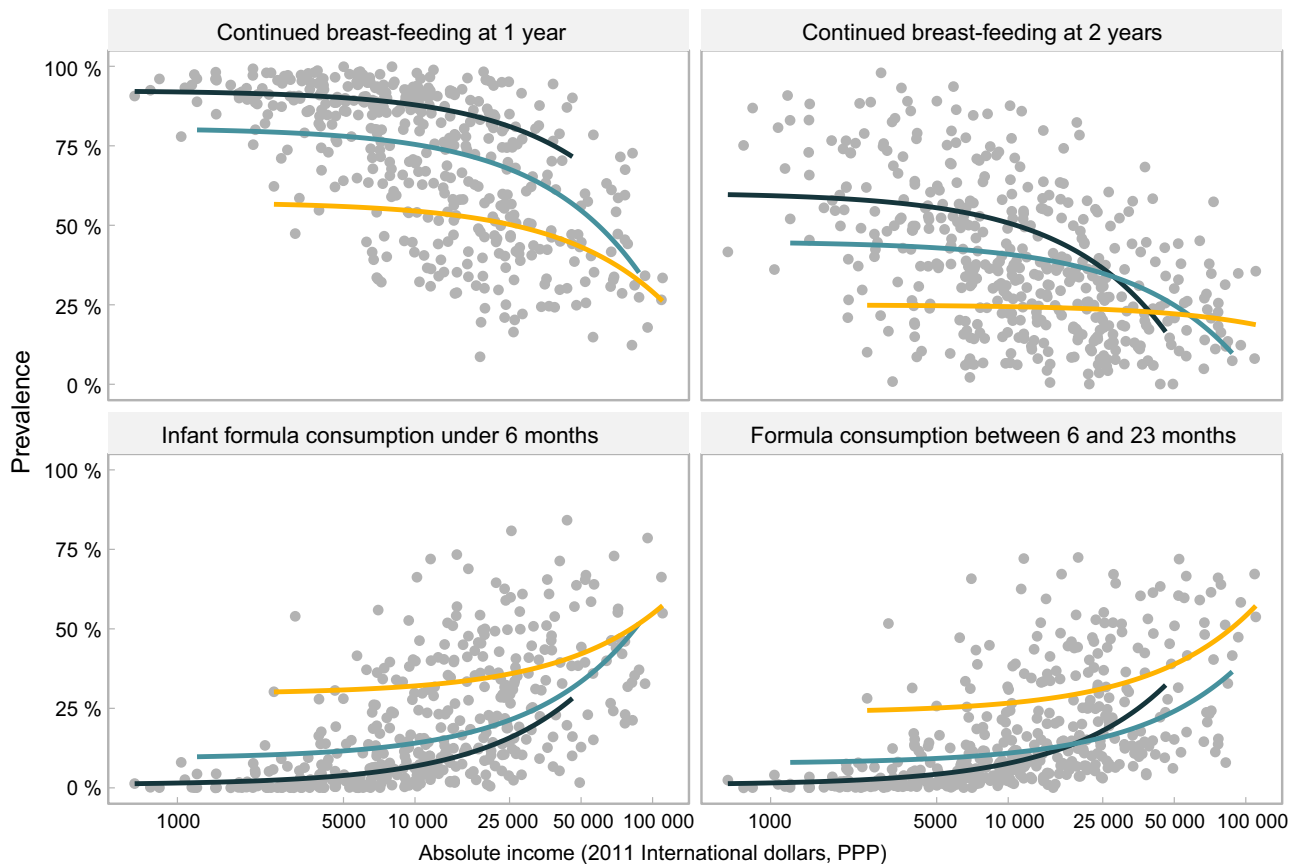 Continued breast-feeding at 1 year
Continued breast-feeding at 2 years
100 %
75 %
50 %
25 %
0 %
Prevalence
Infant formula consumption under 6 months
Formula consumption between 6 and 23 months
100 %
75 %
50 %
25 %
0 %
1000 5000 10 000 25 000 50 000 100 000
1000 5000 10 000 25 000 50 000 100 000
Absolute income (2011 International dollars, PPP)